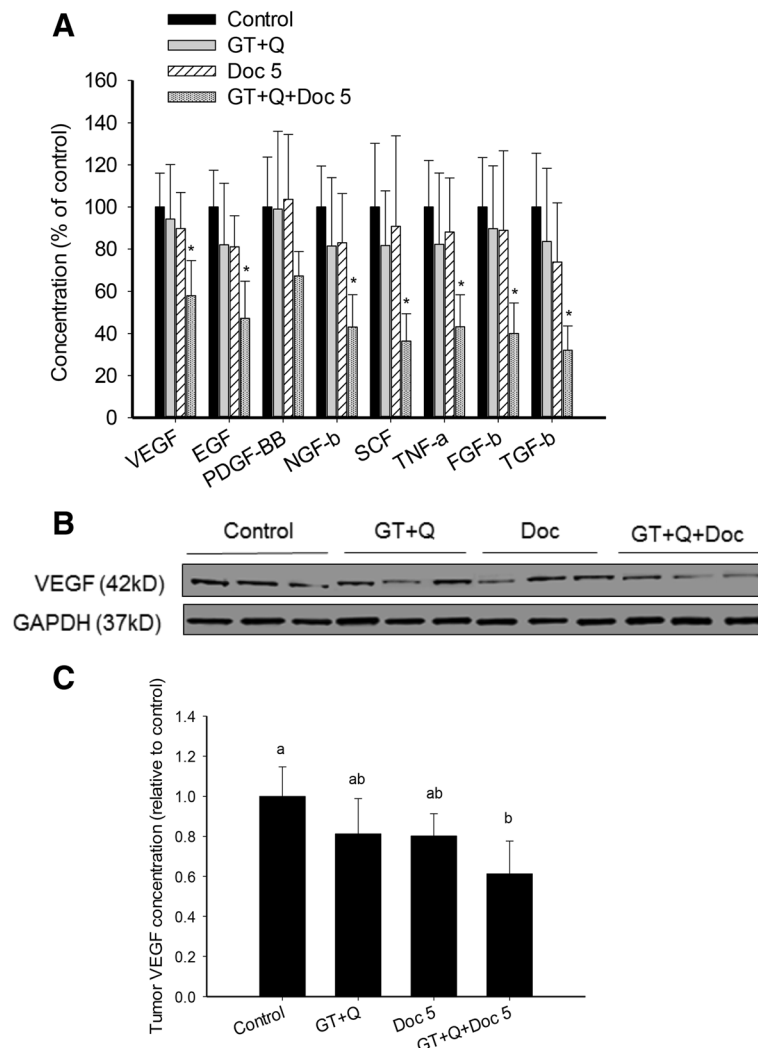 A
Control
GT+Q
Doc 5
GT+Q+Doc 5
Concentration (% of control)
160
140
120
100
80
60
40
20
0
* * * * * * *
VEGF EGF PDGF-BB NGF-b SCF TNF-a FGF-b TGF-b
B
Control GT+Q Doc GT+Q+Doc
VEGF (42kD)
GAPDH (37kD)
C
Tumor VEGF concentration (relative to control)
1.4
1.2
1.0
0.8
0.6
0.4
0.2
0.0
a ab ab b
Control GT+Q Doc 5 GT+Q+Doc 5